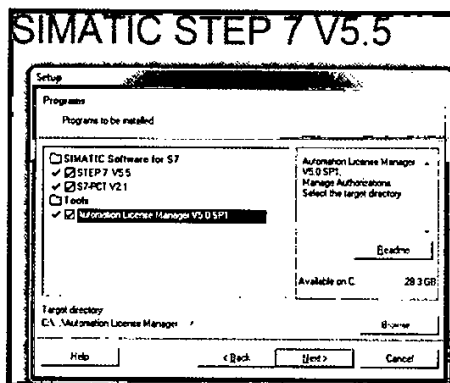 SIMATIC STEP 7 V5.5
Setup
Programs
Programs to be installed
SIMATIC Software for S7
STEP 7 V5.5
S7-PCT V2.1
Tools
Automation License Manager V5.0 SP1
Automation License Manager
V5.0 SP1,
Manage Authorizations
Select the target directory
Readme
Available on C:
28.3 GB
Target directory
C:\...\Automation License Manager
Browse
Help
< Back
Next >
Cancel